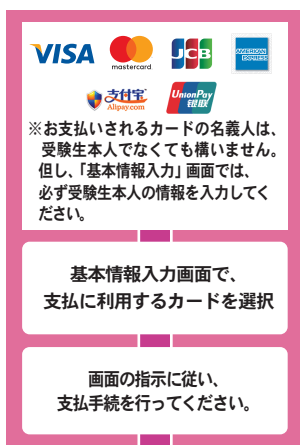 VISA mastercard JCB AMERICAN EXPRESS
支付宝 Alipay.com UnionPay 银联
※お支払いされるカードの名義人は、
受験生本人でなくても構いません。
但し、「基本情報入力」画面では、
必ず受験生本人の情報を入力してく
ださい。
基本情報入力画面で、
支払に利用するカードを選択
画面の指示に従い、
支払手続を行ってください。